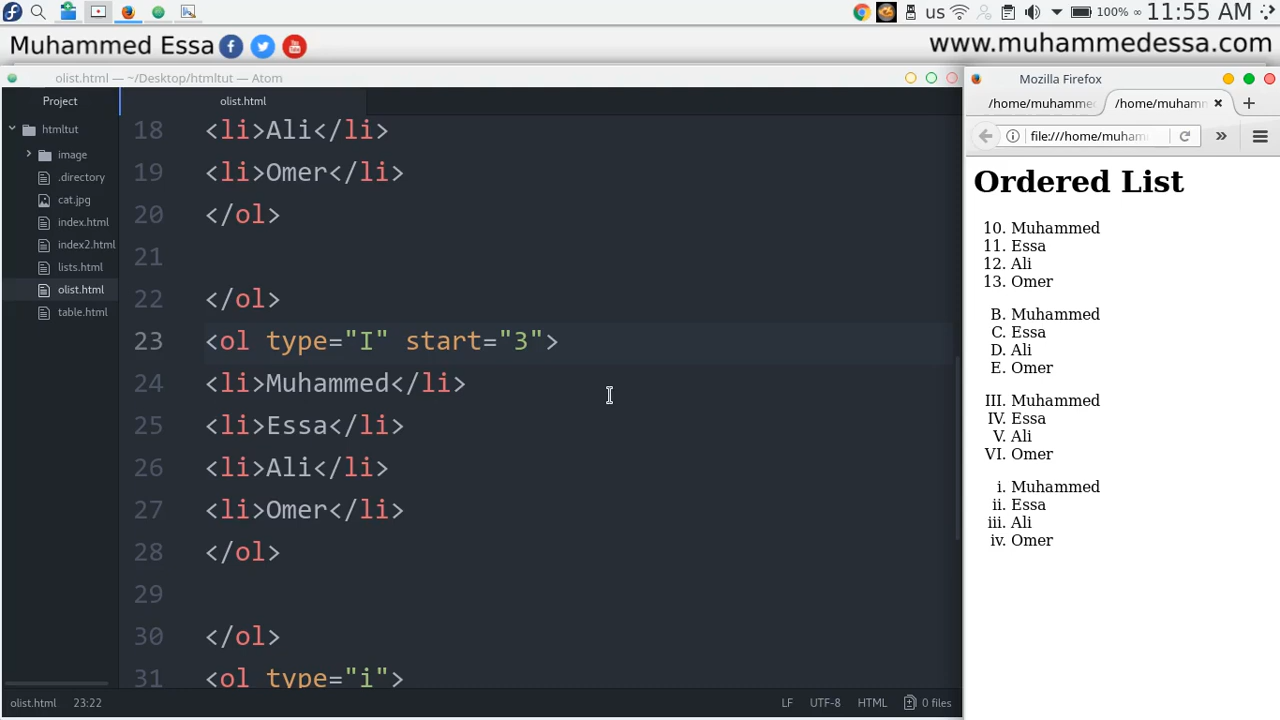 us
100%
11:55 AM
Muhammed Essa
www.muhammedessa.com
olist.html — ~/Desktop/htmltut — Atom
Project
htmltut
image
.directory
cat.jpg
index.html
index2.html
lists.html
olist.html
table.html
olist.html
18 <li>Ali</li>
19 <li>Omer</li>
20 </ol>
21
22 </ol>
23 <ol type="I" start="3">
24 <li>Muhammed</li>
25 <li>Essa</li>
26 <li>Ali</li>
27 <li>Omer</li>
28 </ol>
29
30 </ol>
31 <ol type="i">
olist.html 23:22
LF UTF-8 HTML 0 files
Mozilla Firefox
/home/muhamme
/home/muhamm
file:///home/muham
Ordered List
10. Muhammed
11. Essa
12. Ali
13. Omer
B. Muhammed
C. Essa
D. Ali
E. Omer
III. Muhammed
IV. Essa
V. Ali
VI. Omer
i. Muhammed
ii. Essa
iii. Ali
iv. Omer